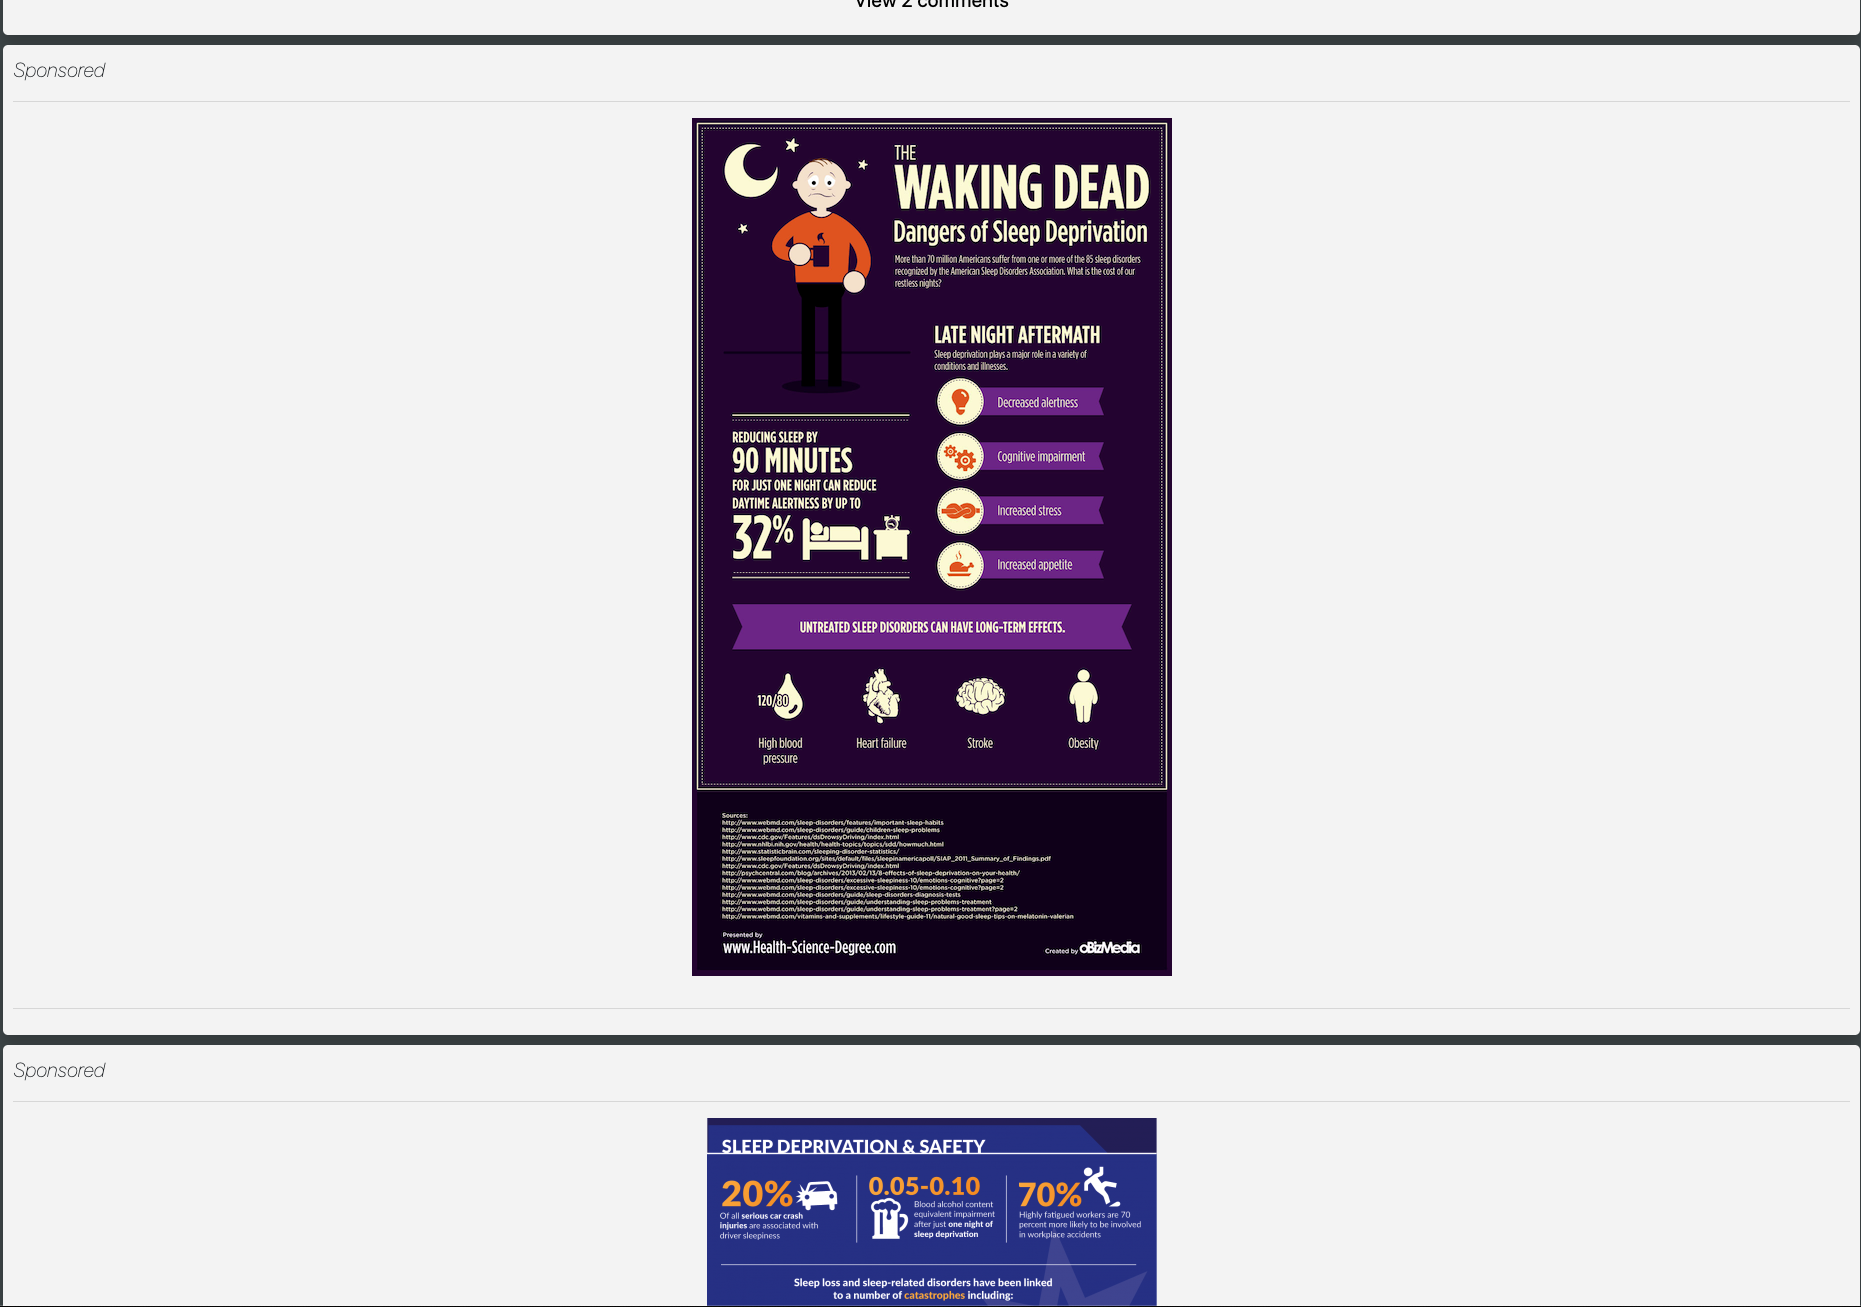 View 2 comments
Sponsored
THE
WAKING DEAD
Dangers of Sleep Deprivation
More than 70 million Americans suffer from one or more of the 85 sleep disorders
recognized by the American Sleep Disorders Association. What is the cost of our
restless nights?
LATE NIGHT AFTERMATH
Sleep deprivation plays a major role in a variety of
conditions and illnesses.
Decreased alertness
Cognitive impairment
Increased stress
Increased appetite
REDUCING SLEEP BY
90 MINUTES
FOR JUST ONE NIGHT CAN REDUCE
DAYTIME ALERTNESS BY UP TO
32%
UNTREATED SLEEP DISORDERS CAN HAVE LONG-TERM EFFECTS.
120/80
High blood
pressure
Heart failure
Stroke
Obesity
Sources:
http://www.webmd.com/sleep-disorders/features/important-sleep-habits
http://www.webmd.com/sleep-disorders/guide/children-sleep-problems
http://www.cdc.gov/Features/dsDrowsyDriving/index.html
http://www.nhlbi.nih.gov/health/health-topics/topics/sdd/howmuch.html
http://www.statisticbrain.com/sleeping-disorder-statistics/
http://www.sleepfoundation.org/sites/default/files/sleepinamericapoll/SIAP_2011_Summary_of_Findings.pdf
http://www.cdc.gov/Features/dsDrowsyDriving/index.html
http://psychcentral.com/blog/archives/2013/02/13/8-effects-of-sleep-deprivation-on-your-health/
http://www.webmd.com/sleep-disorders/excessive-sleepiness-10/emotions-cognitive?page=2
http://www.webmd.com/sleep-disorders/excessive-sleepiness-10/emotions-cognitive?page=2
http://www.webmd.com/sleep-disorders/guide/sleep-disorders-diagnosis-tests
http://www.webmd.com/sleep-disorders/guide/understanding-sleep-problems-treatment
http://www.webmd.com/sleep-disorders/guide/understanding-sleep-problems-treatment?page=2
http://www.webmd.com/vitamins-and-supplements/lifestyle-guide-11/natural-good-sleep-tips-on-melatonin-valerian
Presented by
www.Health-Science-Degree.com
Created by oBizMedia
Sponsored
SLEEP DEPRIVATION & SAFETY
20%
Of all serious car crash
injuries are associated with
driver sleepiness
0.05-0.10
Blood alcohol content
equivalent impairment
after just one night of
sleep deprivation
70%
Highly fatigued workers are 70
percent more likely to be involved
in workplace accidents
Sleep loss and sleep-related disorders have been linked
to a number of catastrophes including: